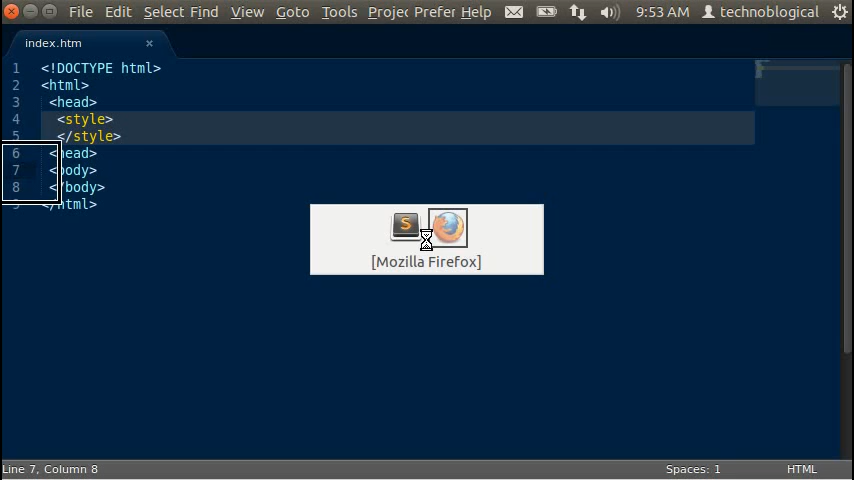 File Edit Select Find View Goto Tools Projec Prefer Help 9:53 AM technoblogical
index.htm
1 <!DOCTYPE html>
2 <html>
3 <head>
4 <style>
5 </style>
6 <head>
7 <body>
8 </body>
9 </html>
S
[Mozilla Firefox]
Line 7, Column 8 Spaces: 1 HTML